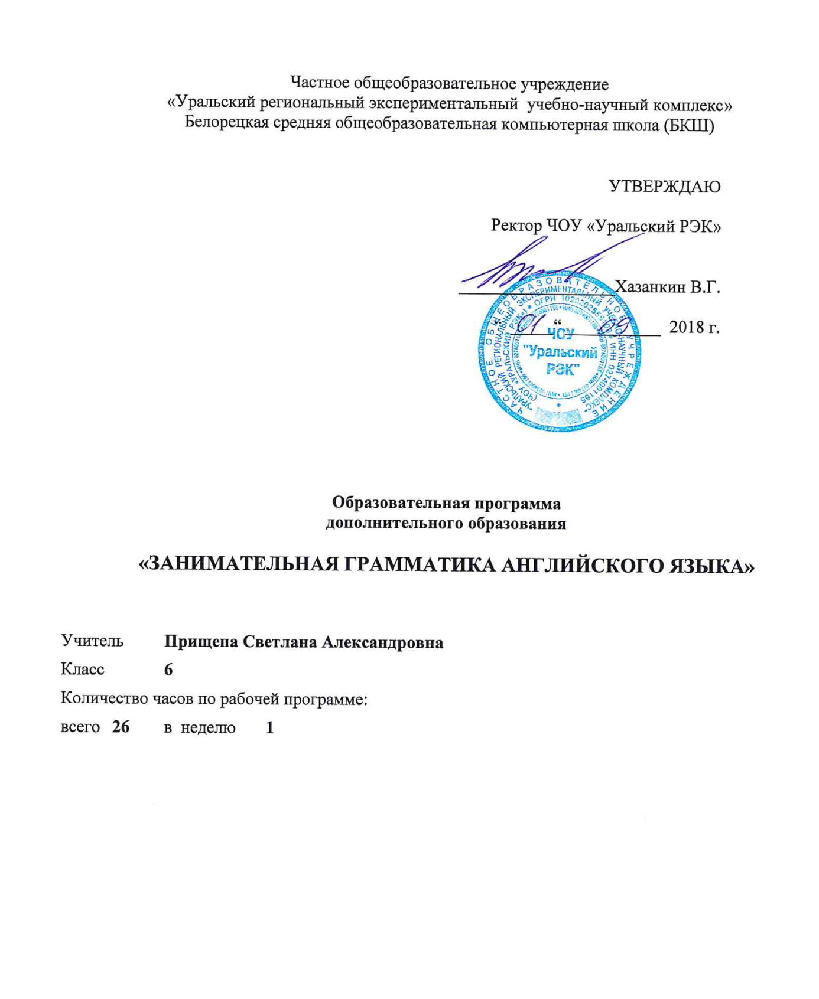 Частное общеобразовательное учреждение
«Уральский региональный экспериментальный учебно-научный комплекс»
Белорецкая средняя общеобразовательная компьютерная школа (БКШ)
УТВЕРЖДАЮ
Ректор ЧОУ «Уральский РЭК»
Хазанкин В.Г.
“ 01 “ 09 2018 г.
ЧАСТНОЕ ОБЩЕОБРАЗОВАТЕЛЬНОЕ УЧРЕЖДЕНИЕ
"УРАЛЬСКИЙ РЕГИОНАЛЬНЫЙ ЭКСПЕРИМЕНТАЛЬНЫЙ УЧЕБНО-НАУЧНЫЙ КОМПЛЕКС"
(ЧОУ «УРАЛЬСКИЙ РЭК») * ОГРН * ИНН 0274001165
ЧОУ
"Уральский
РЭК"
Образовательная программа
дополнительного образования
«ЗАНИМАТЕЛЬНАЯ ГРАММАТИКА АНГЛИЙСКОГО ЯЗЫКА»
Учитель Прищепа Светлана Александровна
Класс 6
Количество часов по рабочей программе:
всего 26 в неделю 1